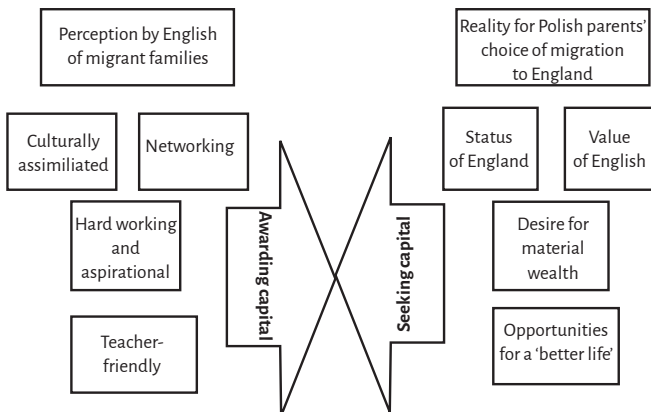 Perception by English
of migrant families
Culturally
assimiliated
Networking
Hard working
and
aspirational
Teacher-
friendly
Awarding capital
Seeking capital
Reality for Polish parents’
choice of migration
to England
Status
of England
Value
of English
Desire for
material
wealth
Opportunities
for a ‘better life’